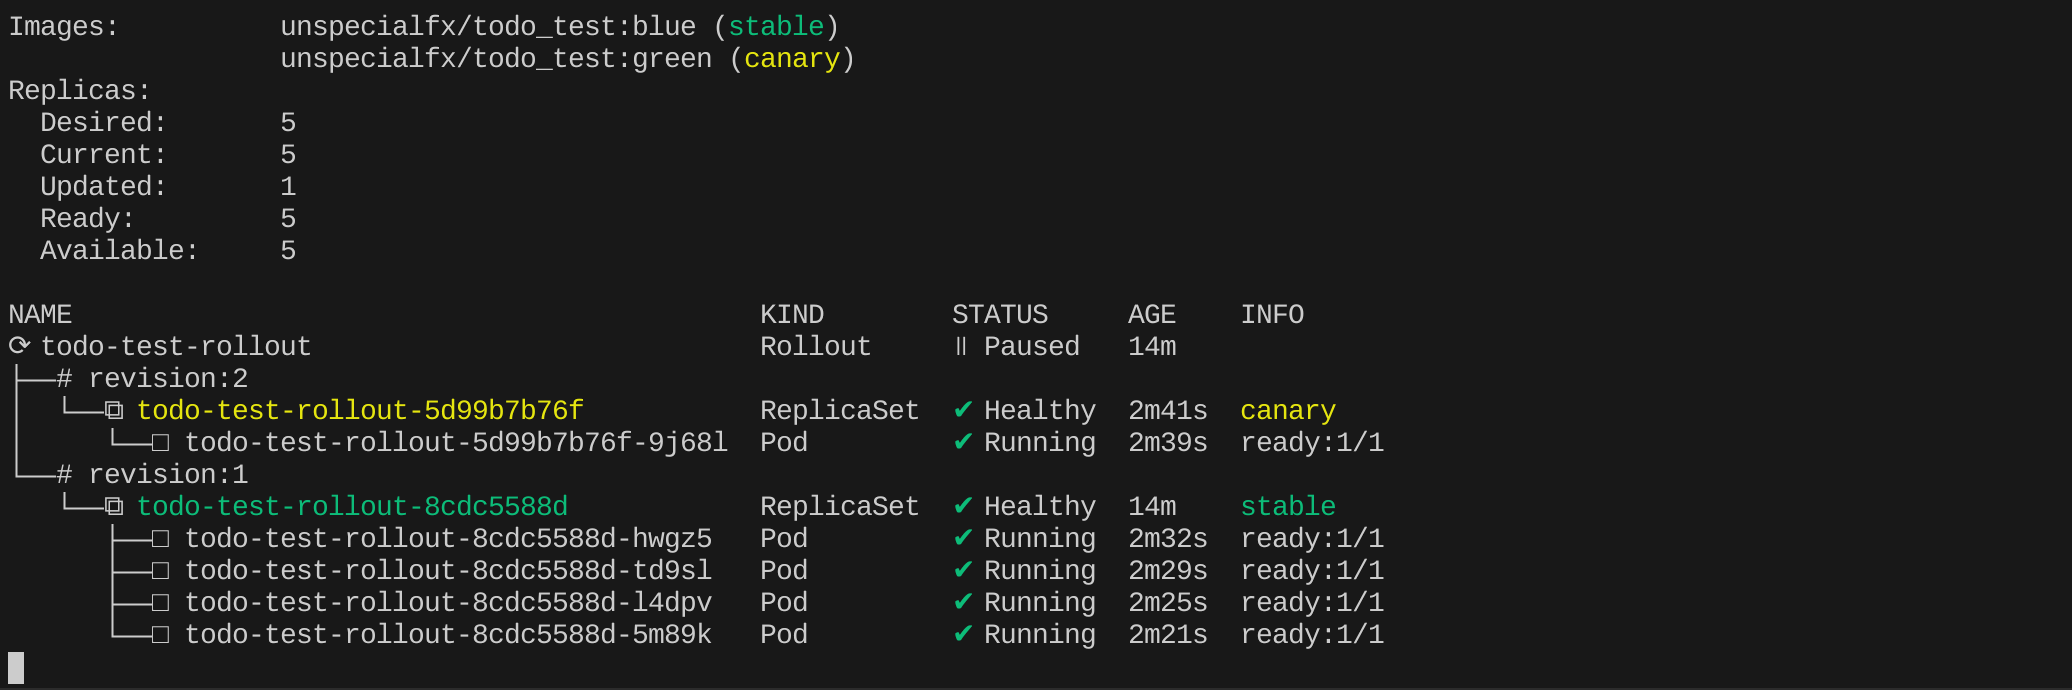 Images:          unspecialfx/todo_test:blue (stable)
                 unspecialfx/todo_test:green (canary)
Replicas:
  Desired:       5
  Current:       5
  Updated:       1
  Ready:         5
  Available:     5
NAME                                           KIND        STATUS     AGE    INFO
⟳ todo-test-rollout                            Rollout     ॥ Paused   14m
├──# revision:2
│  └──⧉ todo-test-rollout-5d99b7b76f           ReplicaSet  ✔ Healthy  2m41s  canary
│     └──□ todo-test-rollout-5d99b7b76f-9j68l  Pod         ✔ Running  2m39s  ready:1/1
└──# revision:1
   └──⧉ todo-test-rollout-8cdc5588d            ReplicaSet  ✔ Healthy  14m    stable
      ├──□ todo-test-rollout-8cdc5588d-hwgz5   Pod         ✔ Running  2m32s  ready:1/1
      ├──□ todo-test-rollout-8cdc5588d-td9sl   Pod         ✔ Running  2m29s  ready:1/1
      ├──□ todo-test-rollout-8cdc5588d-l4dpv   Pod         ✔ Running  2m25s  ready:1/1
      └──□ todo-test-rollout-8cdc5588d-5m89k   Pod         ✔ Running  2m21s  ready:1/1